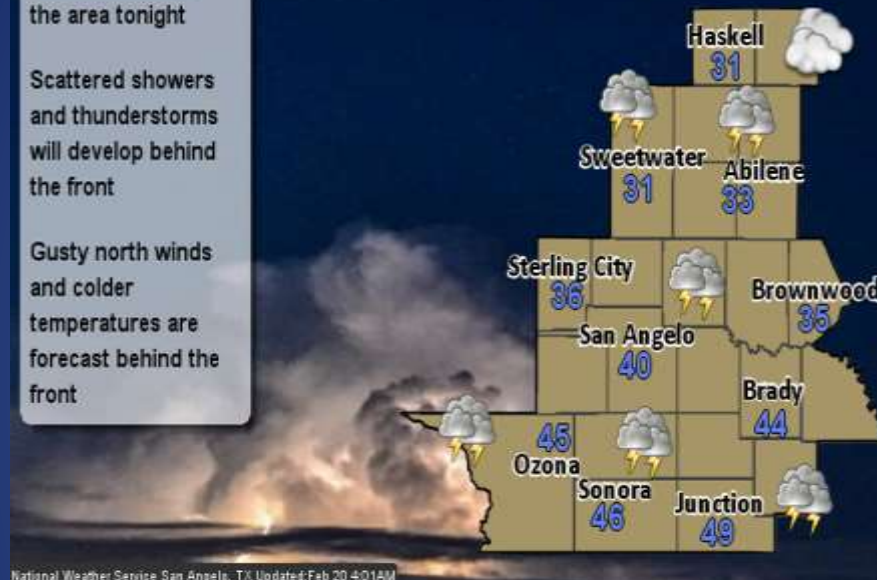 the area tonight
Scattered showers
and thunderstorms
will develop behind
the front
Gusty north winds
and colder
temperatures are
forecast behind the
front
Haskell
31
Sweetwater
31
Abilene
33
Sterling City
36
Brownwood
35
San Angelo
40
Brady
44
45
Ozona
Sonora
46
Junction
49
National Weather Service San Angelo, TX Updated:Feb 20 4:01AM